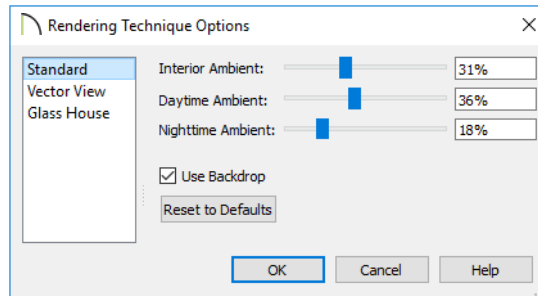 Rendering Technique Options
Standard
Vector View
Glass House
Interior Ambient: 31%
Daytime Ambient: 36%
Nighttime Ambient: 18%
Use Backdrop
Reset to Defaults
OK Cancel Help